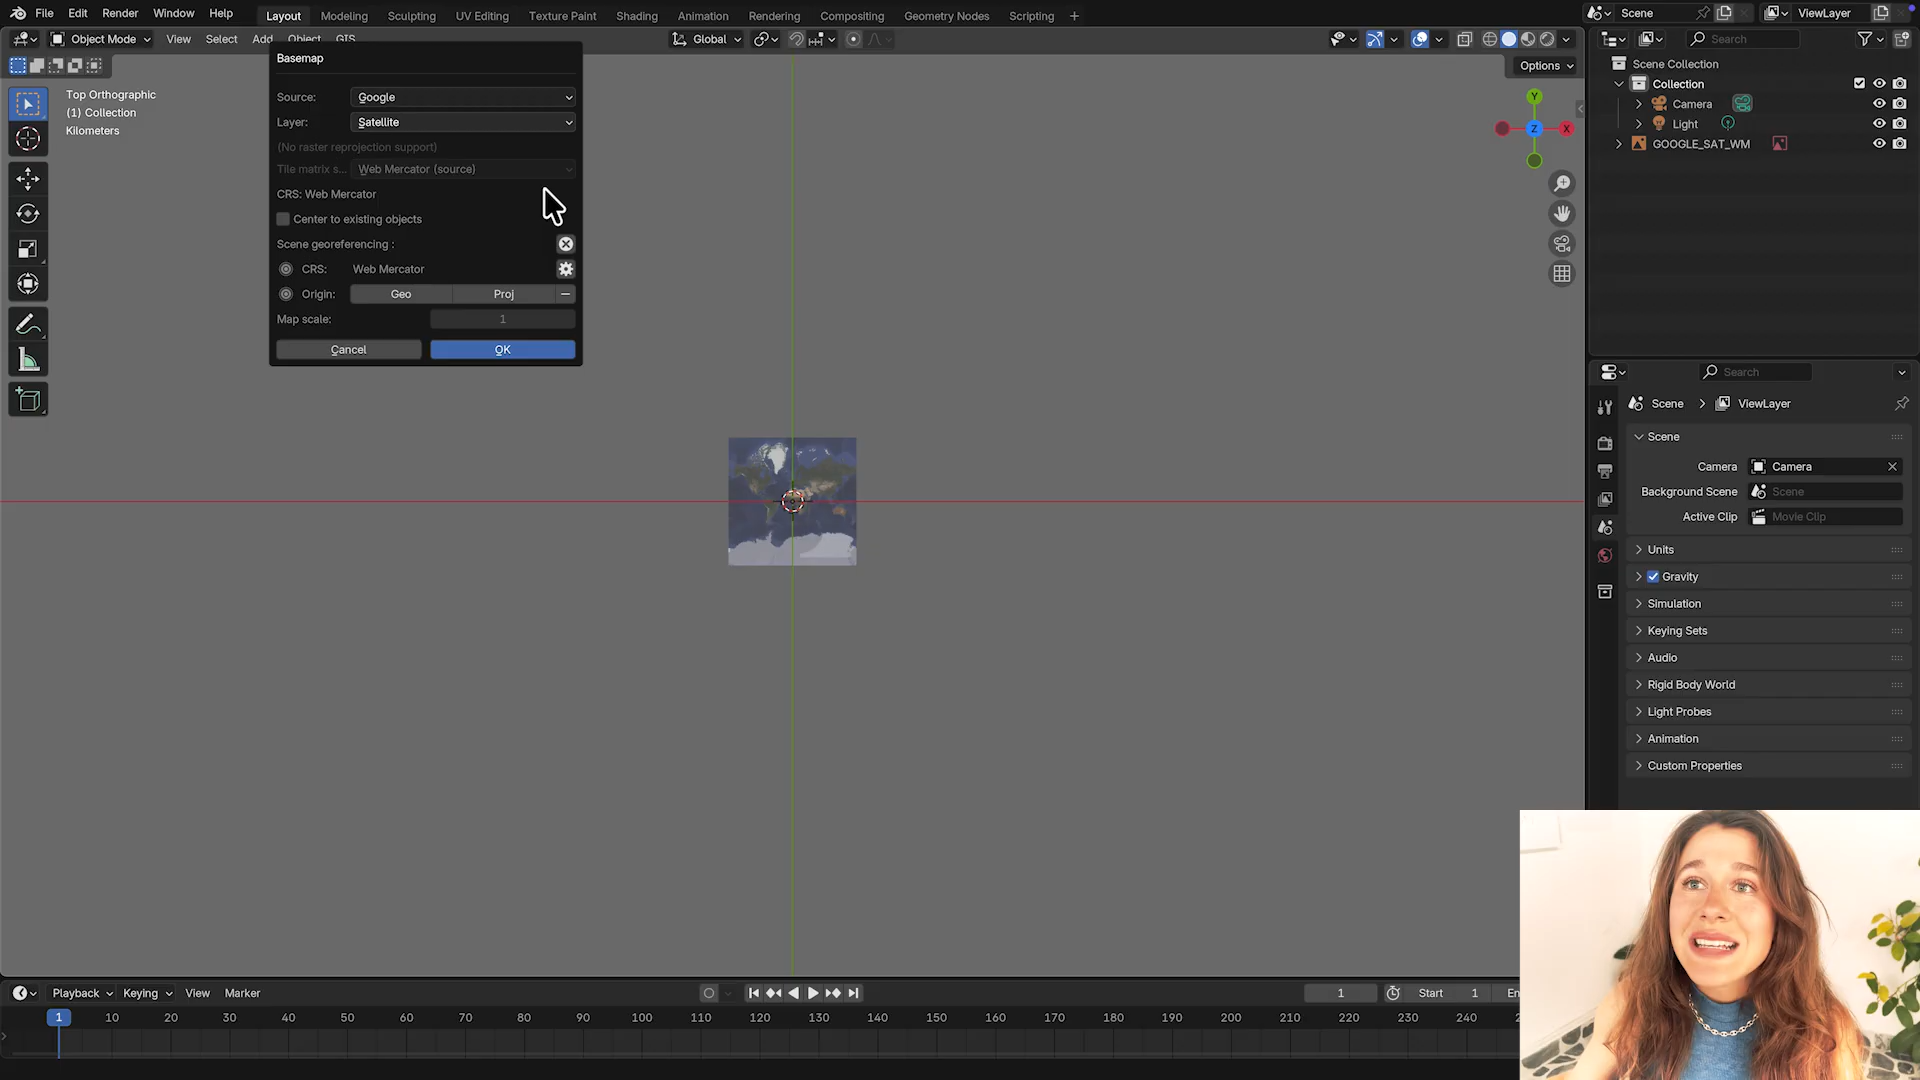 File Edit Render Window Help
Layout Modeling Sculpting UV Editing Texture Paint Shading Animation Rendering Compositing Geometry Nodes Scripting +
Scene
ViewLayer
Object Mode View Select Add Object GIS
Global
Search
Options
Top Orthographic
(1) Collection
Kilometers
Basemap
Source: Google
Layer: Satellite
(No raster reprojection support)
Tile matrix s... Web Mercator (source)
CRS: Web Mercator
Center to existing objects
Scene georeferencing :
CRS: Web Mercator
Origin: Geo Proj
Map scale: 1
Cancel OK
Y
Z
X
Scene Collection
Collection
Camera
Light
GOOGLE_SAT_WM
Search
Scene > ViewLayer
Scene
Camera Camera
Background Scene Scene
Active Clip Movie Clip
Units
Gravity
Simulation
Keying Sets
Audio
Rigid Body World
Light Probes
Animation
Custom Properties
Playback Keying View Marker
1
Start 1 En
1 10 20 30 40 50 60 70 80 90 100 110 120 130 140 150 160 170 180 190 200 210 220 230 240